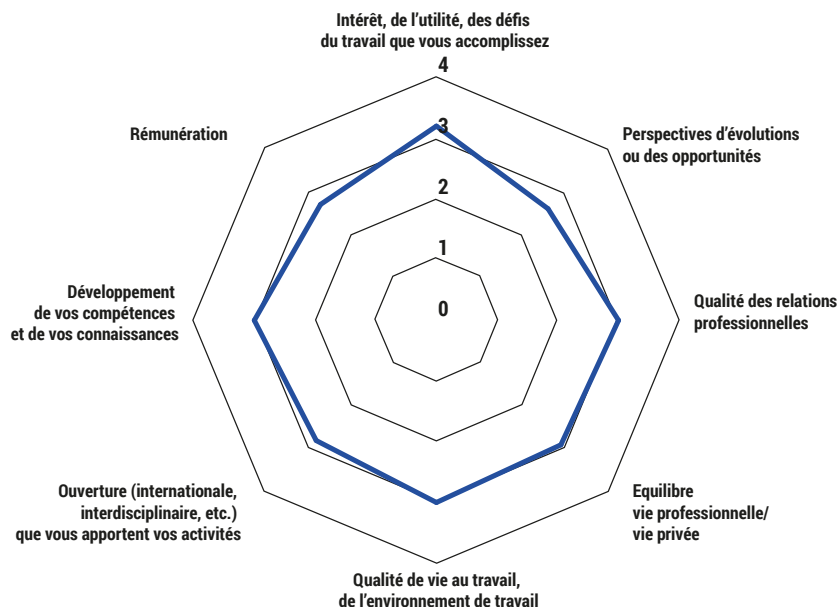 Intérêt, de l'utilité, des défis
du travail que vous accomplissez
4
3
2
1
0
Perspectives d'évolutions
ou des opportunités
Qualité des relations
professionnelles
Equilibre
vie professionnelle/
vie privée
Qualité de vie au travail,
de l'environnement de travail
Ouverture (internationale,
interdisciplinaire, etc.)
que vous apportent vos activités
Développement
de vos compétences
et de vos connaissances
Rémunération